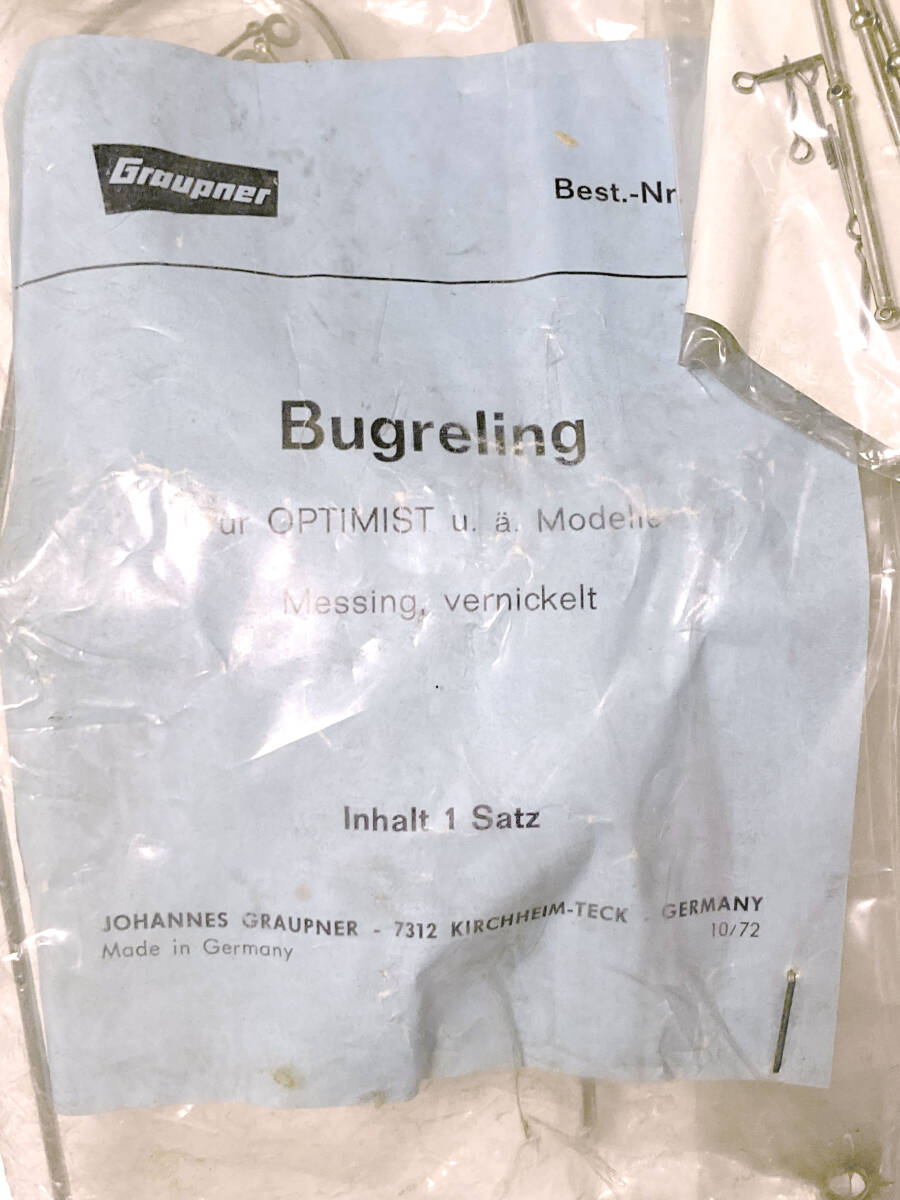 Graupner
Best.-Nr.
Bugreling
für OPTIMIST u. ä. Modelle
Messing, vernickelt
Inhalt 1 Satz
JOHANNES GRAUPNER - 7312 KIRCHHEIM-TECK - GERMANY
Made in Germany
10/72